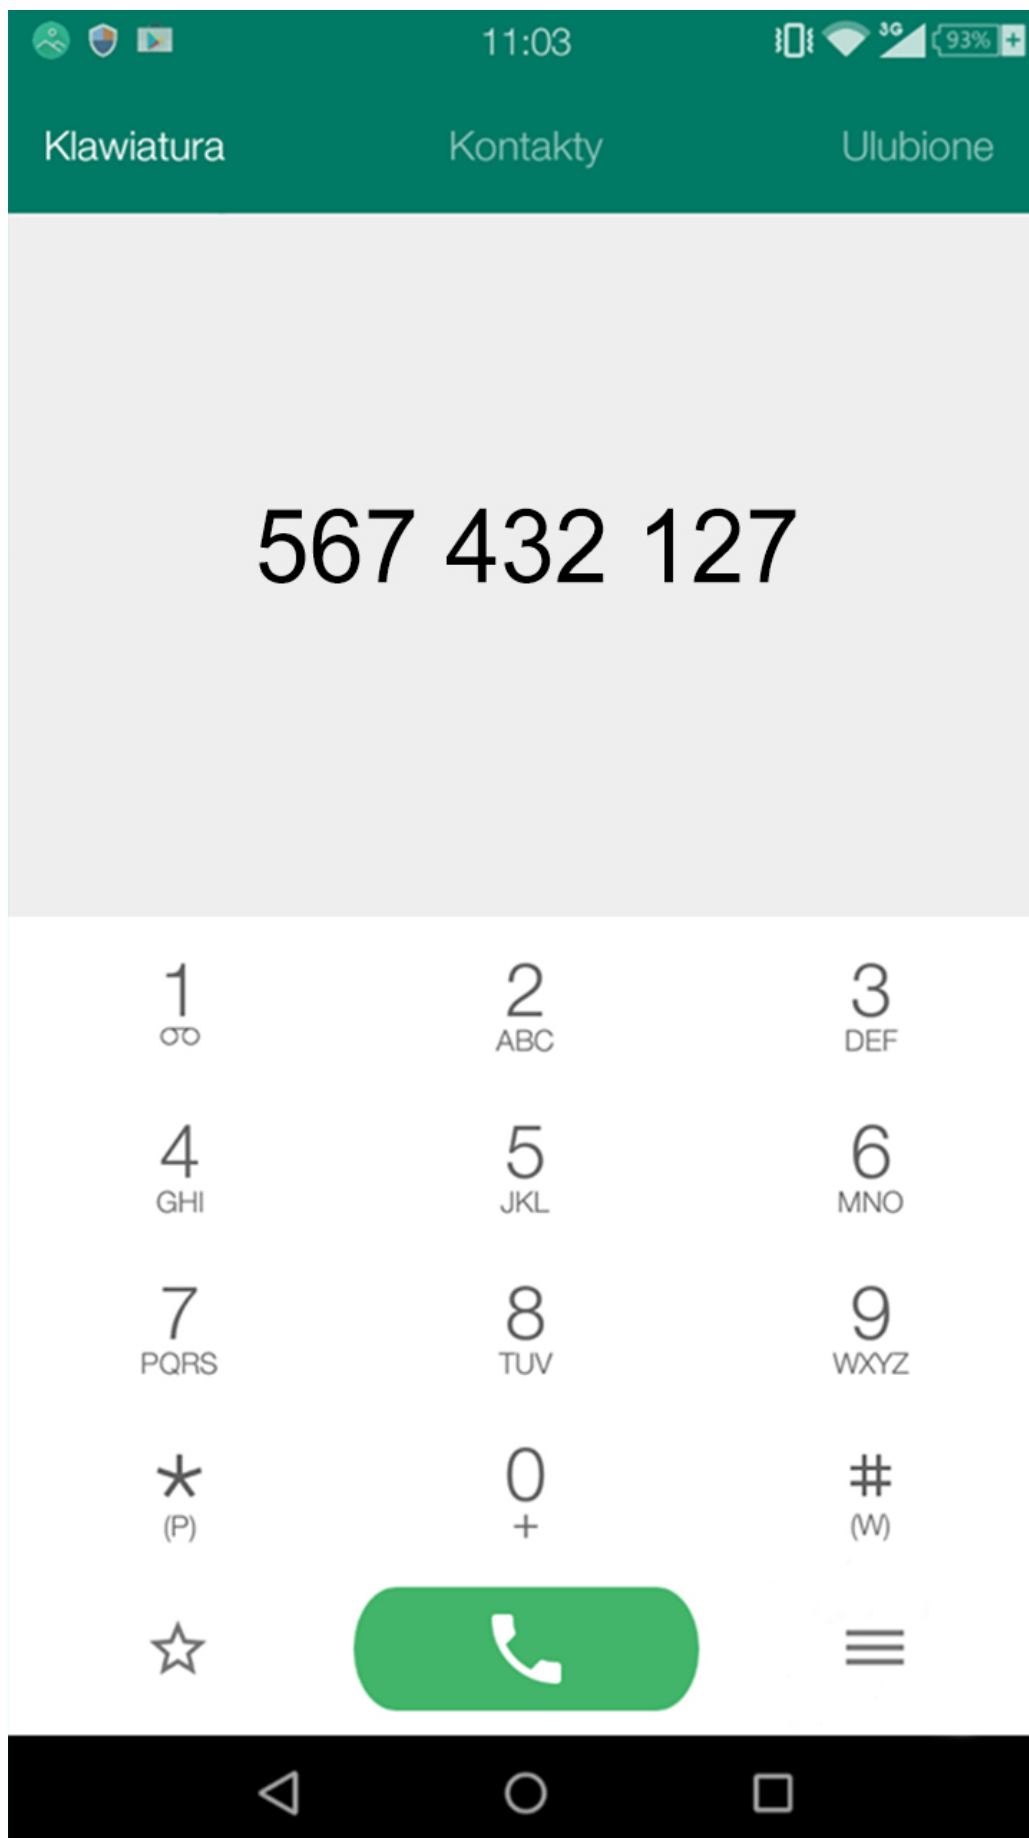 11:03 3G 93%
Klawiatura Kontakty Ulubione
567 432 127
1 2 3
ABC DEF
4 5 6
GHI JKL MNO
7 8 9
PQRS TUV WXYZ
* 0 #
(P) + (W)